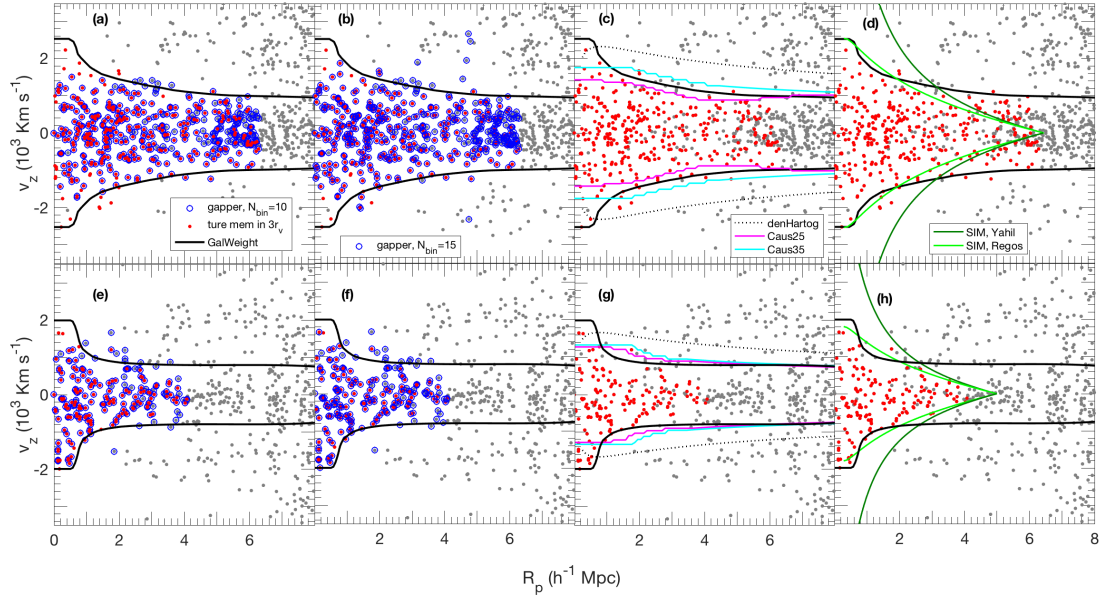 (a) (b) (c) (d)
2
0
-2
v_z (10^3 Km s^-1)
gapper, N_bin=10
ture mem in 3r_v
GalWeight
gapper, N_bin=15
denHartog
Caus25
Caus35
SIM, Yahil
SIM, Regos
(e) (f) (g) (h)
2
0
-2
v_z (10^3 Km s^-1)
0 2 4 6 2 4 6 2 4 6 2 4 6 8
R_p (h^-1 Mpc)